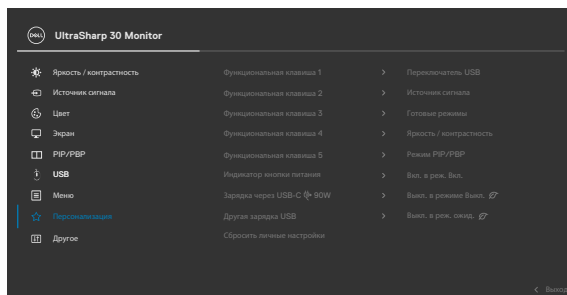 DELL UltraSharp 30 Monitor
Яркость / контрастность Функциональная клавиша 1 > Переключатель USB
Источник сигнала Функциональная клавиша 2 > Источник сигнала
Цвет Функциональная клавиша 3 > Готовые режимы
Экран Функциональная клавиша 4 > Яркость / контрастность
PIP/PBP Функциональная клавиша 5 > Режим PIP/PBP
USB Индикатор кнопки питания > Вкл. в реж. Вкл.
Меню Зарядка через USB-C 90W > Выкл. в режиме Выкл.
Персонализация Другая зарядка USB > Выкл. в реж. ожид.
Другое Сбросить личные настройки
< Выход